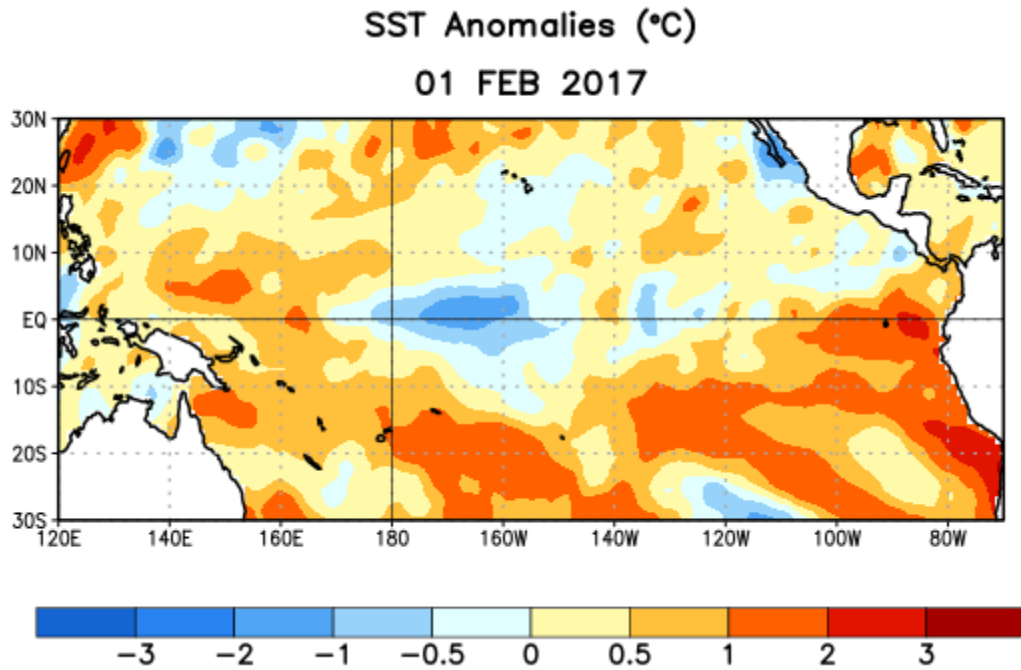 SST Anomalies (°C)
01 FEB 2017
30N
20N
10N
EQ
10S
20S
30S
120E 140E 160E 180 160W 140W 120W 100W 80W
-3 -2 -1 -0.5 0 0.5 1 2 3